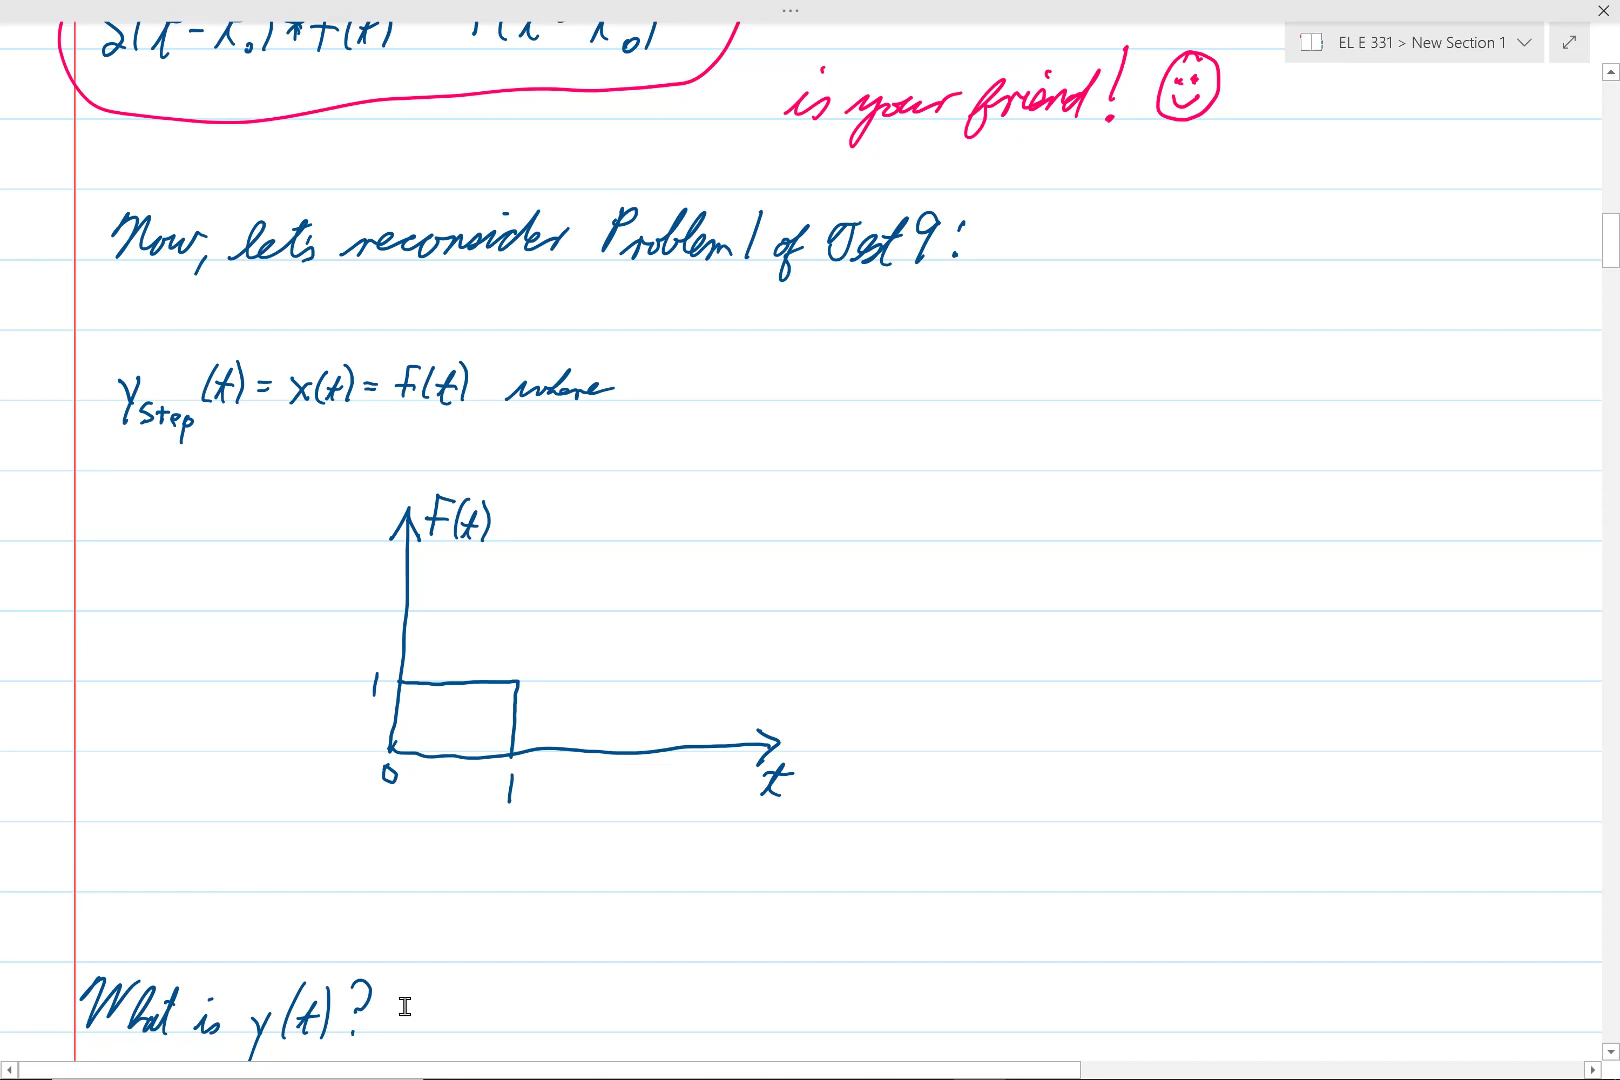 EL E 331 > New Section 1
is your friend!
Now, let's reconsider Problem 1 of Test 9:
y_step(t) = x(t) = f(t) where
F(t)
1
0
1
t
What is y(t)?